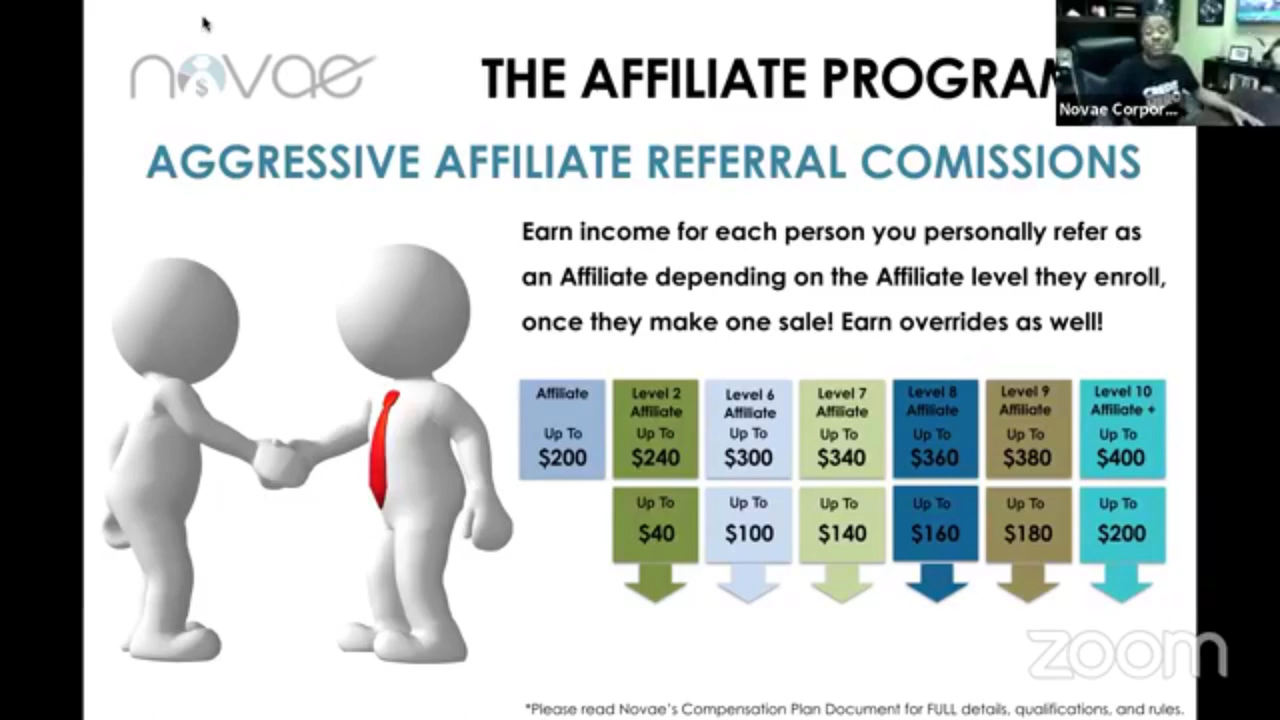 novae
THE AFFILIATE PROGRAM
Novae Corpor...
AGGRESSIVE AFFILIATE REFERRAL COMISSIONS
Earn income for each person you personally refer as
an Affiliate depending on the Affiliate level they enroll,
once they make one sale! Earn overrides as well!
Affiliate
Up To
$200
Level 2
Affiliate
Up To
$240
Level 6
Affiliate
Up To
$300
Level 7
Affiliate
Up To
$340
Level 8
Affiliate
Up To
$360
Level 9
Affiliate
Up To
$380
Level 10
Affiliate +
Up To
$400
Up To
$40
Up To
$100
Up To
$140
Up To
$160
Up To
$180
Up To
$200
zoom
*Please read Novae's Compensation Plan Document for FULL details, qualifications, and rules.